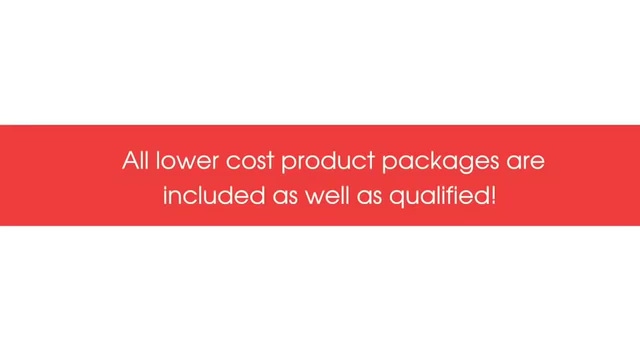 All lower cost product packages are
included as well as qualified!